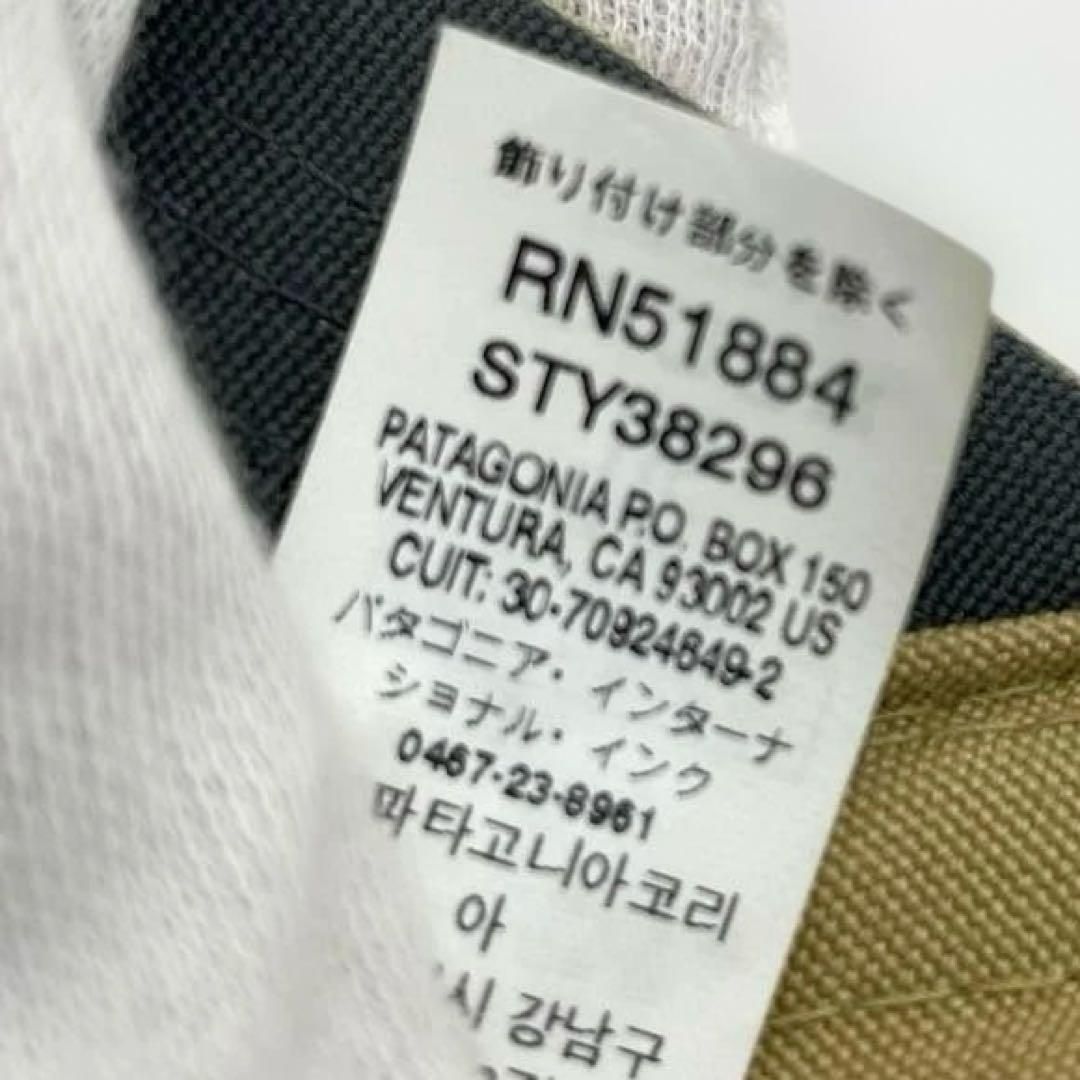 飾り付け部分を除く
RN51884
STY38296
PATAGONIA P.O. BOX 150
VENTURA, CA 93002 US
CUIT: 30-70924649-2
パタゴニア・インターナ
ショナル・インク
0467-23-8961
파타고니아코리
아
시 강남구